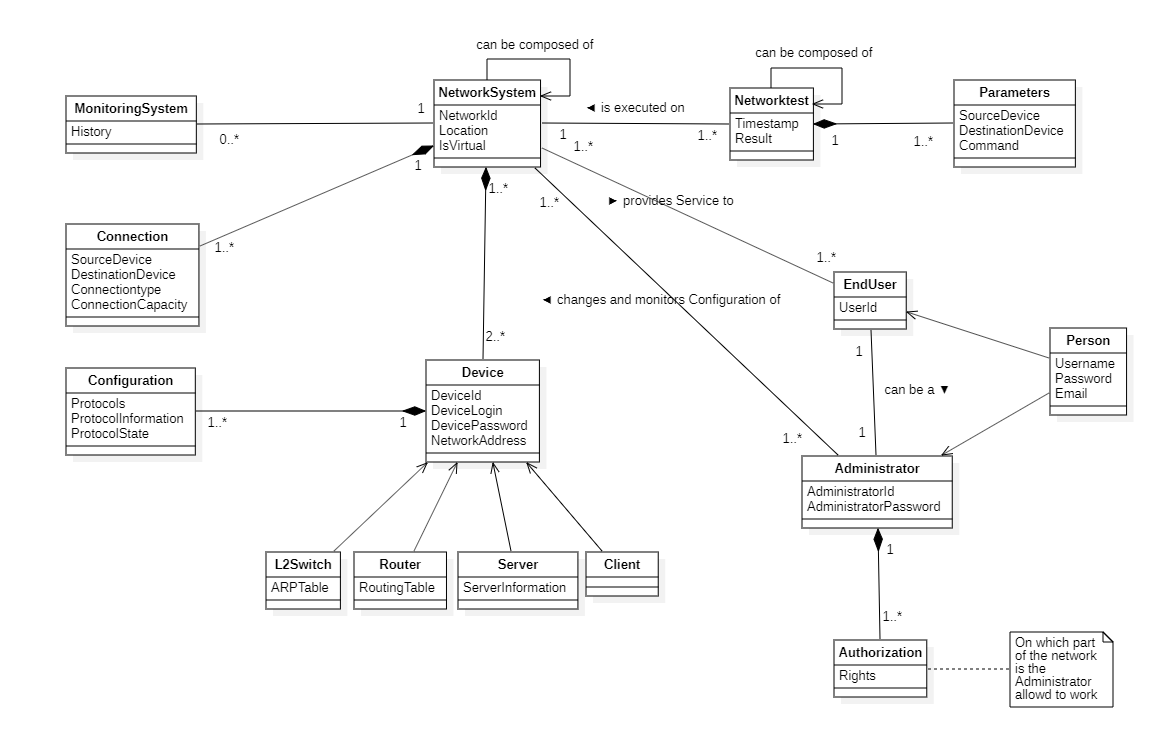 can be composed of
can be composed of
MonitoringSystem
History
1
0..*
NetworkSystem
NetworkId
Location
IsVirtual
◄ is executed on
1
1..*
1..*
Networktest
Timestamp
Result
1
1..*
Parameters
SourceDevice
DestinationDevice
Command
1
1..*
1..*
► provides Service to
1..*
Connection
SourceDevice
DestinationDevice
Connectiontype
ConnectionCapacity
1..*
◄ changes and monitors Configuration of
EndUser
UserId
2..*
1
can be a ▼
1
Person
Username
Password
Email
Configuration
Protocols
ProtocolInformation
ProtocolState
1..*
1
Device
DeviceId
DeviceLogin
DevicePassword
NetworkAddress
1..*
Administrator
AdministratorId
AdministratorPassword
1
L2Switch
ARPTable
Router
RoutingTable
Server
ServerInformation
Client
1..*
Authorization
Rights
On which part
of the network
is the
Administrator
allowd to work